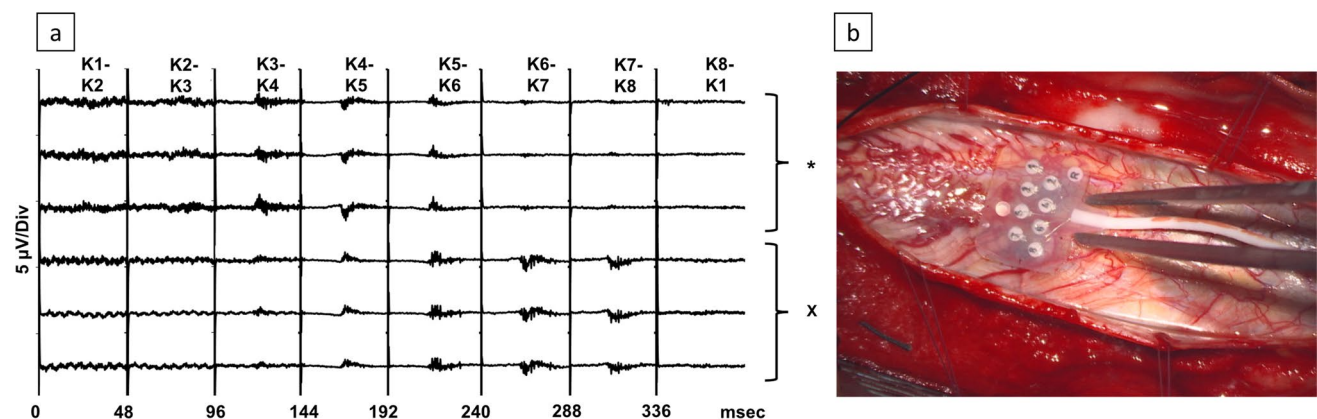 a
b
K1- K2- K3- K4- K5- K6- K7- K8-
K2 K3 K4 K5 K6 K7 K8 K1
*
5 µV/Div
X
0 48 96 144 192 240 288 336 msec